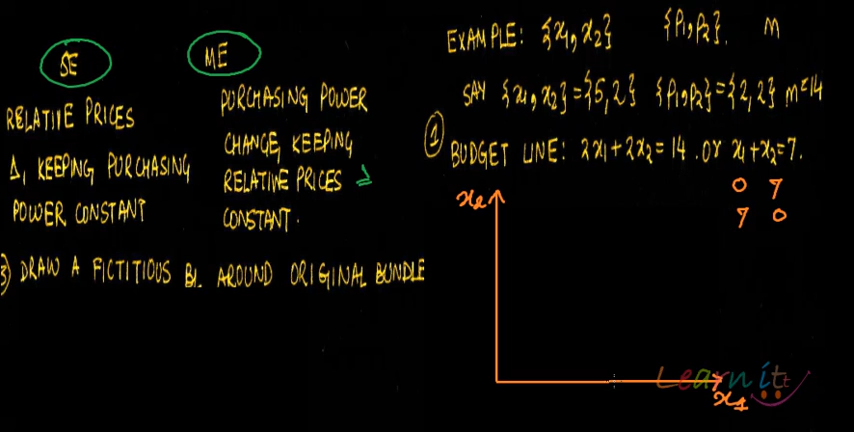 SE
RELATIVE PRICES
Δ, KEEPING PURCHASING
POWER CONSTANT
ME
PURCHASING POWER
CHANGE, KEEPING
RELATIVE PRICES
CONSTANT.
3) DRAW A FICTITIOUS BL. AROUND ORIGINAL BUNDLE
EXAMPLE: {x1, x2} {P1, P2}. M
SAY {x1, x2} = {5, 2} {P1, P2} = {2, 2} M=14
① BUDGET LINE: 2x1 + 2x2 = 14 . or x1 + x2 = 7.
0 7
7 0
x2
x1
Learnitt